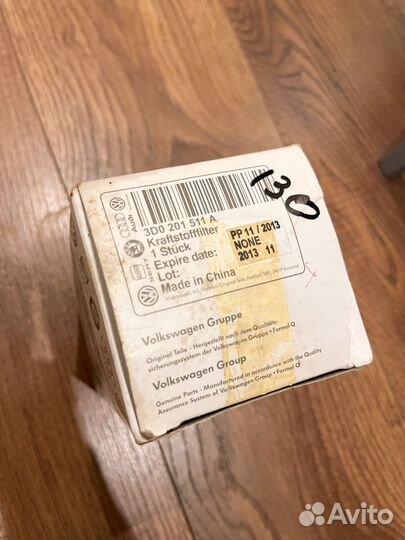 130
Audi
3D0 201 511 A
Kraftstofffilter
1 Stück
Expire date:
Lot:
PP 11 / 2013
NONE
2013 11
Made in China
SEAT
Volkswagen Gruppe
Original Teile - Hergestellt nach dem Qualitäts-
sicherungssystem der Volkswagen Gruppe • Formel Q
Volkswagen Group
Genuine Parts - Manufactured in accordance with the Quality
Assurance System of Volkswagen Group • Formel Q
Avito